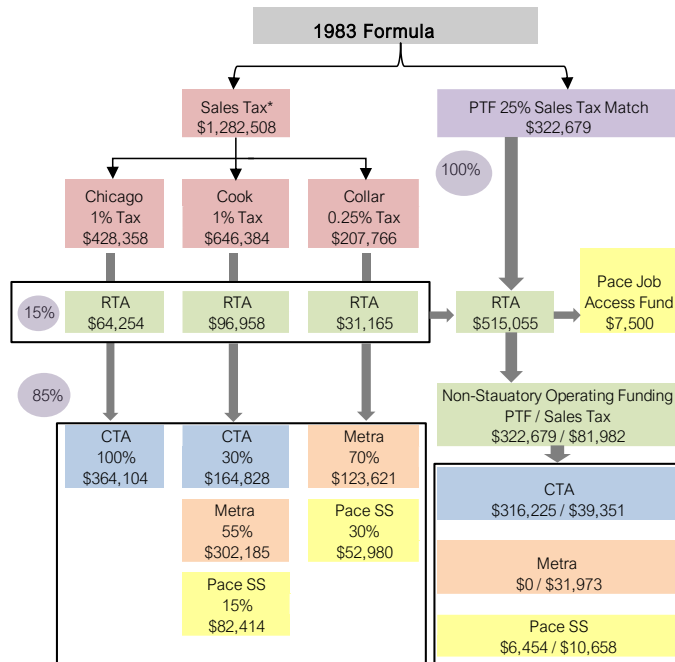 1983 Formula
Sales Tax*
$1,282,508
PTF 25% Sales Tax Match
$322,679
100%
Chicago
1% Tax
$428,358
Cook
1% Tax
$646,384
Collar
0.25% Tax
$207,766
15%
RTA
$64,254
RTA
$96,958
RTA
$31,165
RTA
$515,055
Pace Job
Access Fund
$7,500
85%
Non-Stauatory Operating Funding
PTF / Sales Tax
$322,679 / $81,982
CTA
100%
$364,104
CTA
30%
$164,828
Metra
55%
$302,185
Pace SS
15%
$82,414
Metra
70%
$123,621
Pace SS
30%
$52,980
CTA
$316,225 / $39,351
Metra
$0 / $31,973
Pace SS
$6,454 / $10,658